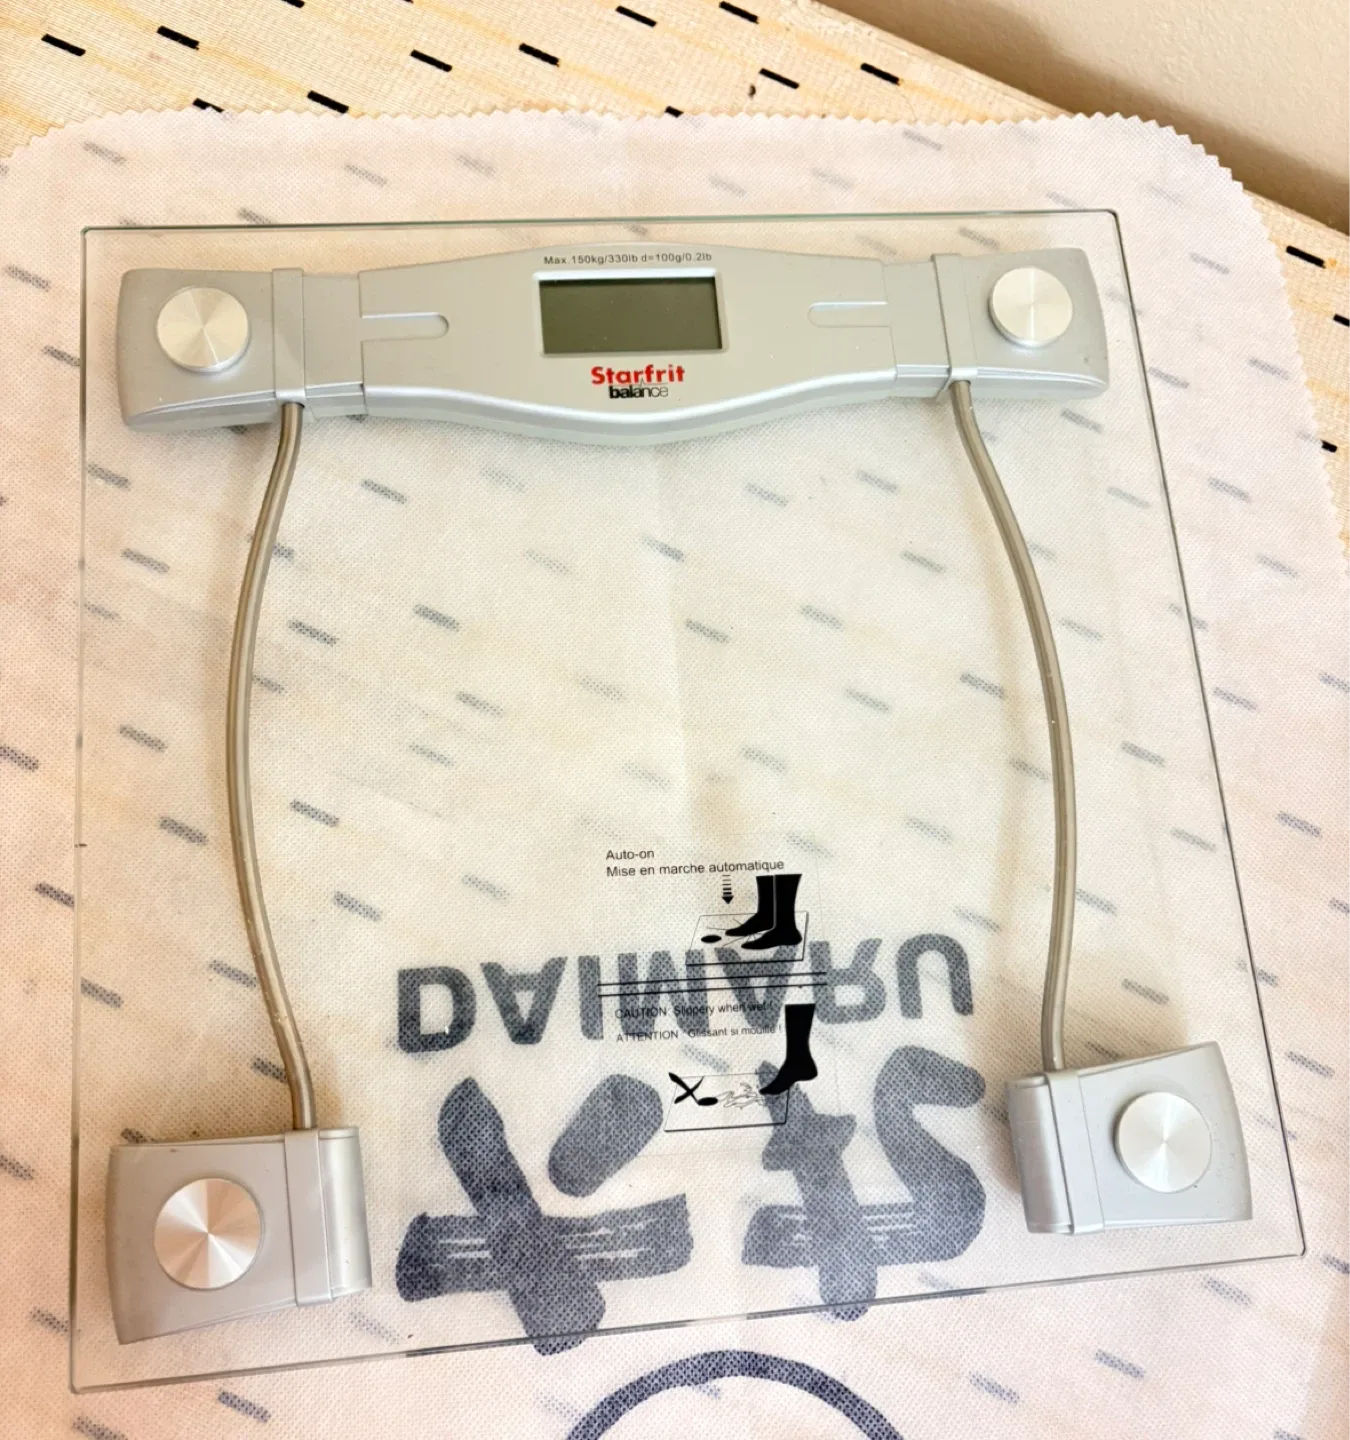 Max.150kg/330lb d=100g/0.2lb
Starfrit
balance
Auto-on
Mise en marche automatique
DAIMARU
CAUTION: Slippery when wet !
ATTENTION : Glissant si mouillé !
大丸